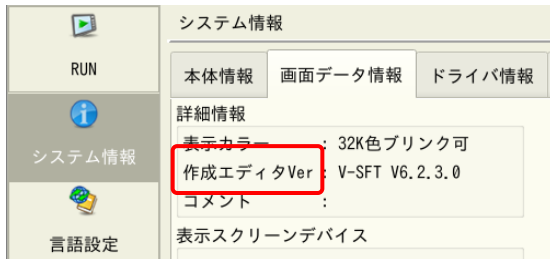 システム情報
RUN
本体情報
画面データ情報
ドライバ情報
詳細情報
表示カラー : 32K色ブリンク可
システム情報
作成エディタVer : V-SFT V6.2.3.0
コメント :
言語設定
表示スクリーンデバイス